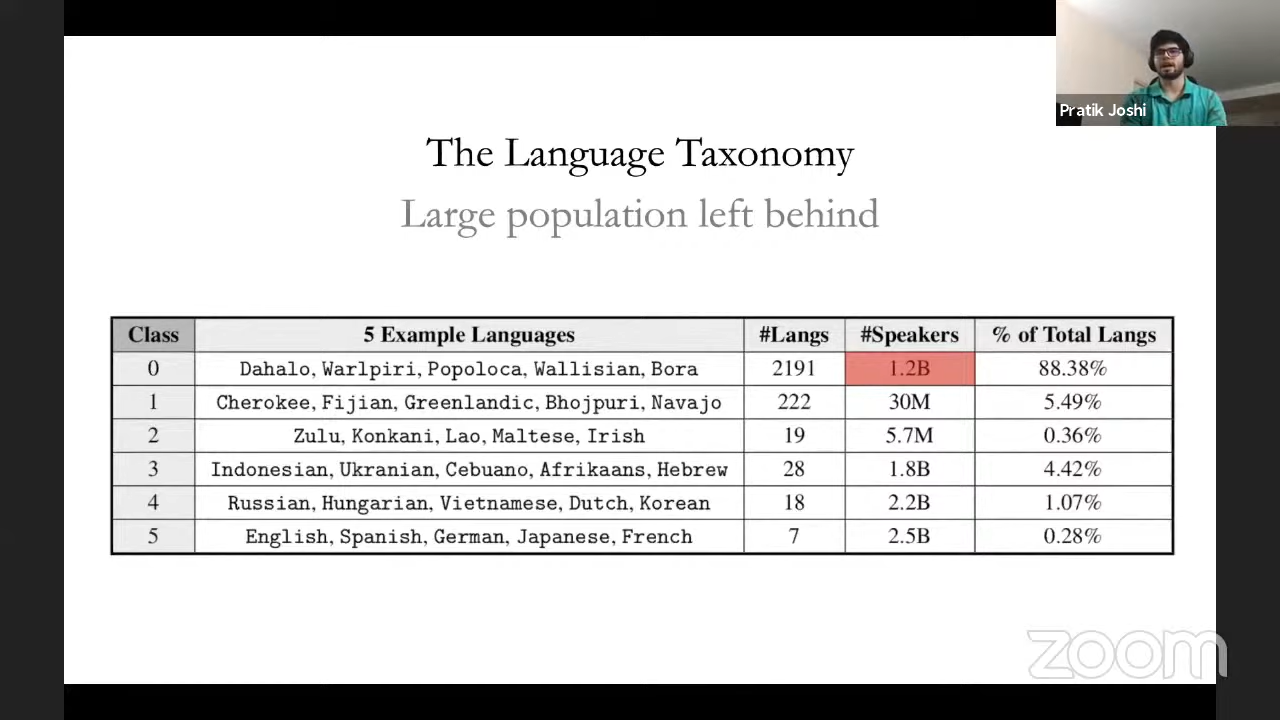 Pratik Joshi
The Language Taxonomy
Large population left behind
Class 5 Example Languages #Langs #Speakers % of Total Langs
0 Dahalo, Warlpiri, Popoloca, Wallisian, Bora 2191 1.2B 88.38%
1 Cherokee, Fijian, Greenlandic, Bhojpuri, Navajo 222 30M 5.49%
2 Zulu, Konkani, Lao, Maltese, Irish 19 5.7M 0.36%
3 Indonesian, Ukranian, Cebuano, Afrikaans, Hebrew 28 1.8B 4.42%
4 Russian, Hungarian, Vietnamese, Dutch, Korean 18 2.2B 1.07%
5 English, Spanish, German, Japanese, French 7 2.5B 0.28%
zoom